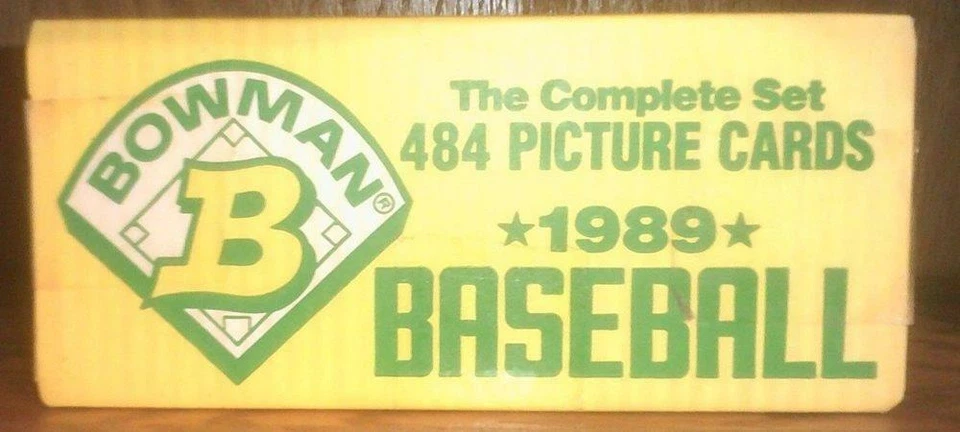 BOWMAN®
B
The Complete Set
484 PICTURE CARDS
★1989★
BASEBALL